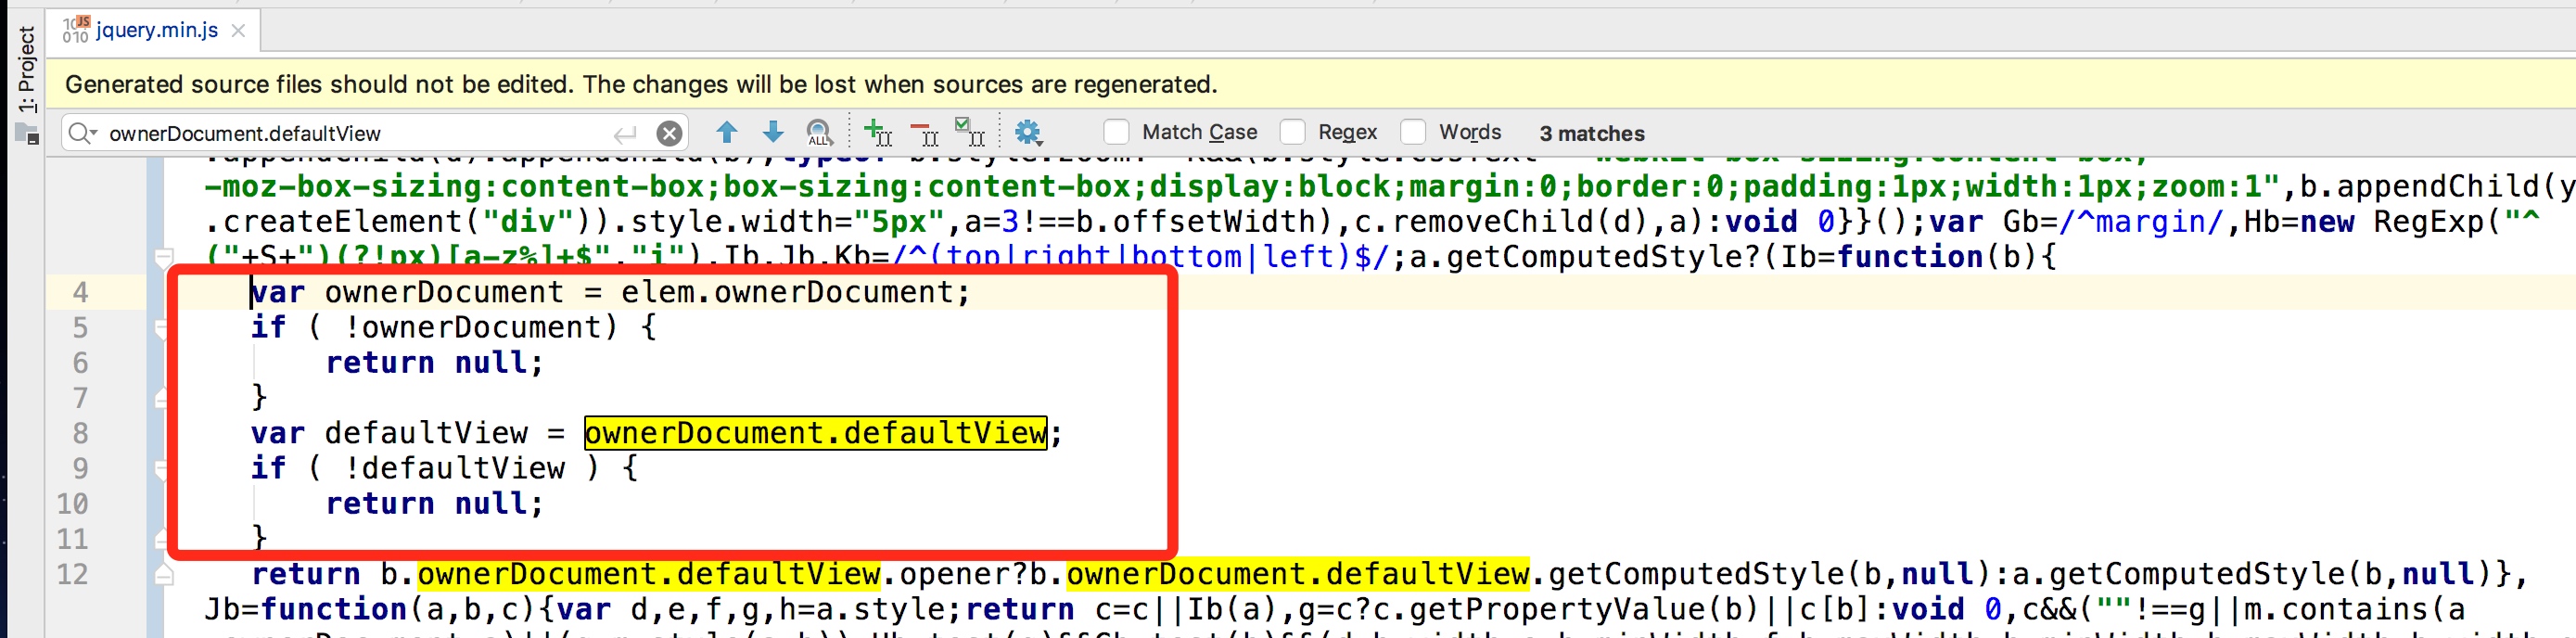 jquery.min.js
1: Project
Generated source files should not be edited. The changes will be lost when sources are regenerated.
ownerDocument.defaultView
Match Case Regex Words 3 matches
-moz-box-sizing:content-box;box-sizing:content-box;display:block;margin:0;border:0;padding:1px;width:1px;zoom:1",b.appendChild(y
.createElement("div")).style.width="5px",a=3!==b.offsetWidth),c.removeChild(d),a):void 0}}();var Gb=/^margin/,Hb=new RegExp("^
("+S+")(?!px)[a-z%]+$","i"),Ib,Jb,Kb=/^(top|right|bottom|left)$/;a.getComputedStyle?(Ib=function(b){
4 var ownerDocument = elem.ownerDocument;
5 if ( !ownerDocument) {
6 return null;
7 }
8 var defaultView = ownerDocument.defaultView;
9 if ( !defaultView ) {
10 return null;
11 }
12 return b.ownerDocument.defaultView.opener?b.ownerDocument.defaultView.getComputedStyle(b,null):a.getComputedStyle(b,null)},
Jb=function(a,b,c){var d,e,f,g,h=a.style;return c=c||Ib(a),g=c?c.getPropertyValue(b)||c[b]:void 0,c&&(""!==g||m.contains(a